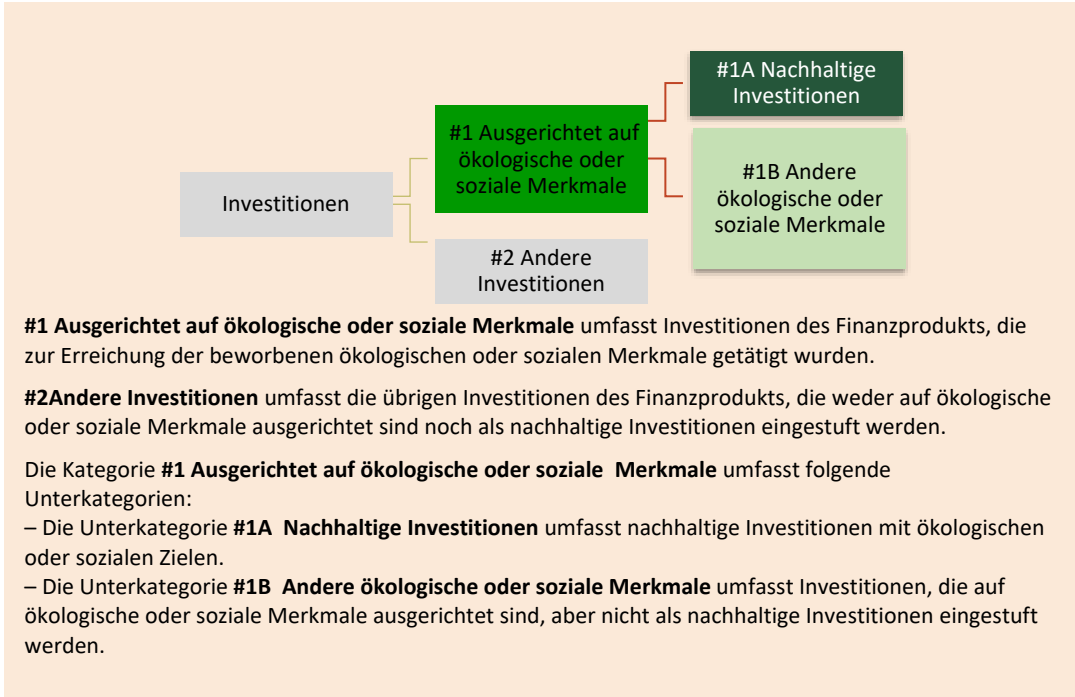 #1A Nachhaltige
Investitionen
#1 Ausgerichtet auf
ökologische oder
soziale Merkmale
#1B Andere
ökologische oder
soziale Merkmale
Investitionen
#2 Andere
Investitionen
#1 Ausgerichtet auf ökologische oder soziale Merkmale umfasst Investitionen des Finanzprodukts, die
zur Erreichung der beworbenen ökologischen oder sozialen Merkmale getätigt wurden.
#2Andere Investitionen umfasst die übrigen Investitionen des Finanzprodukts, die weder auf ökologische
oder soziale Merkmale ausgerichtet sind noch als nachhaltige Investitionen eingestuft werden.
Die Kategorie #1 Ausgerichtet auf ökologische oder soziale Merkmale umfasst folgende
Unterkategorien:
– Die Unterkategorie #1A Nachhaltige Investitionen umfasst nachhaltige Investitionen mit ökologischen
oder sozialen Zielen.
– Die Unterkategorie #1B Andere ökologische oder soziale Merkmale umfasst Investitionen, die auf
ökologische oder soziale Merkmale ausgerichtet sind, aber nicht als nachhaltige Investitionen eingestuft
werden.